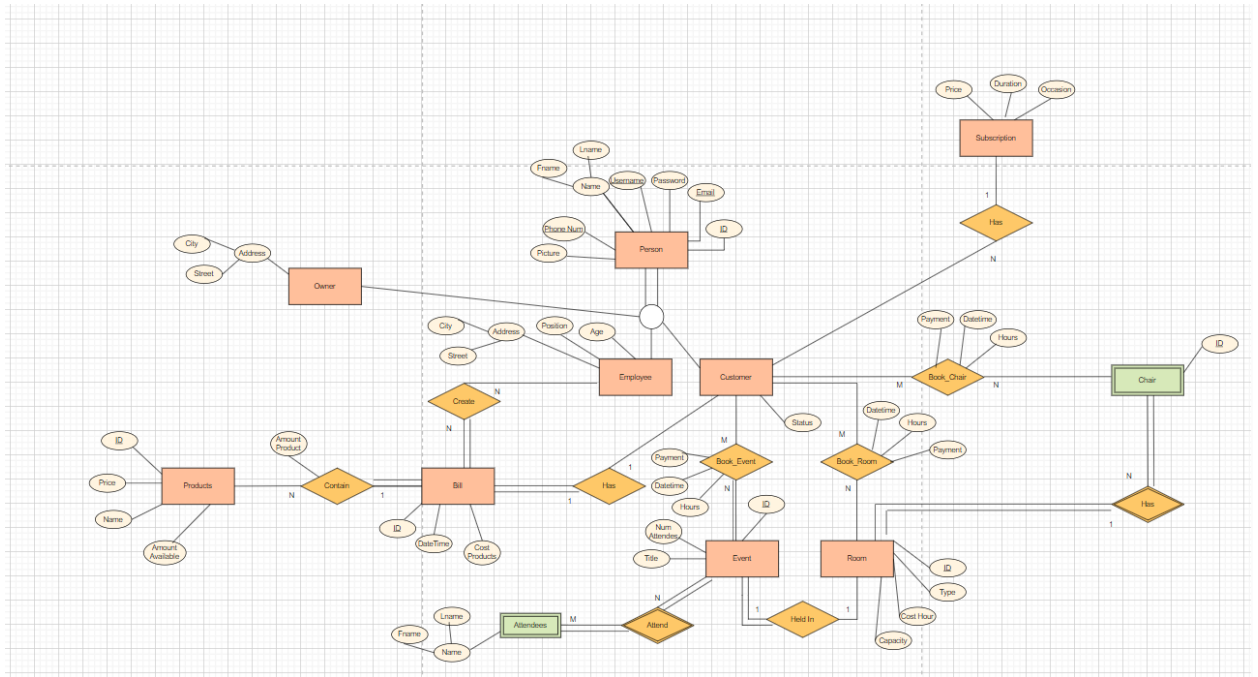 Price
Duration
Occasion
Subscription
1
Has
N
Lname
Fname
Name
Username
Password
Email
Phone Num
ID
Picture
Person
City
Address
Street
Owner
City
Address
Position
Age
Street
Employee
Customer
Payment
Datetime
Hours
Book_Chair
M
N
ID
Chair
Create
N
N
Status
Datetime
Hours
Payment
M
Book_Room
N
M
Book_Event
N
Payment
Datetime
Hours
ID
Products
Price
Name
Amount
Available
Amount
Product
Contain
N
1
Bill
ID
DateTime
Cost
Products
Has
1
1
N
Has
1
Num
Attendes
ID
Title
Event
Room
ID
Type
Cost Hour
Capacity
1
Held In
1
N
Attend
M
Attendees
Lname
Fname
Name